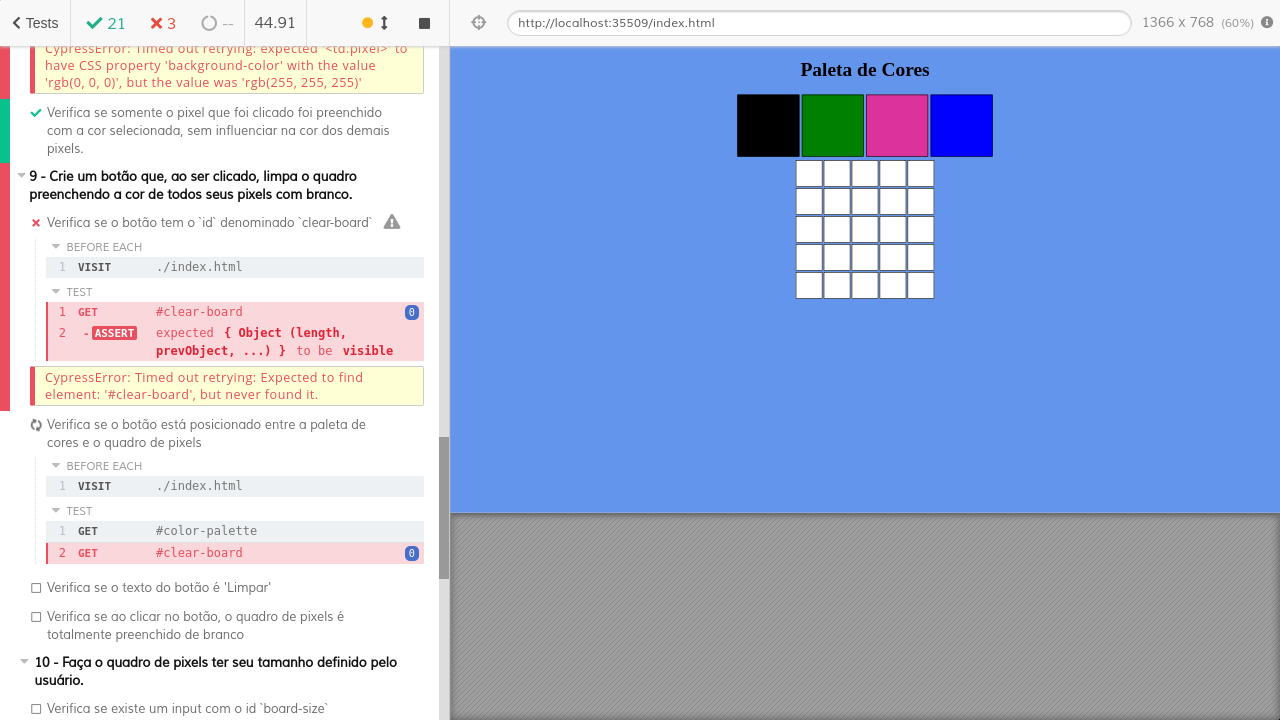 Tests 21 3 -- 44.91 http://localhost:35509/index.html 1366 x 768 (60%)
CypressError: Timed out retrying: expected '<td.pixel>' to
have CSS property 'background-color' with the value
'rgb(0, 0, 0)', but the value was 'rgb(255, 255, 255)'
Verifica se somente o pixel que foi clicado foi preenchido
com a cor selecionada, sem influenciar na cor dos demais
pixels.
9 - Crie um botão que, ao ser clicado, limpa o quadro
preenchendo a cor de todos seus pixels com branco.
Verifica se o botão tem o `id` denominado `clear-board`
BEFORE EACH
1 VISIT ./index.html
TEST
1 GET #clear-board 0
2 -ASSERT expected { Object (length,
prevObject, ...) } to be visible
CypressError: Timed out retrying: Expected to find
element: '#clear-board', but never found it.
Verifica se o botão está posicionado entre a paleta de
cores e o quadro de pixels
BEFORE EACH
1 VISIT ./index.html
TEST
1 GET #color-palette
2 GET #clear-board 0
Verifica se o texto do botão é 'Limpar'
Verifica se ao clicar no botão, o quadro de pixels é
totalmente preenchido de branco
10 - Faça o quadro de pixels ter seu tamanho definido pelo
usuário.
Verifica se existe um input com o id `board-size`
Paleta de Cores